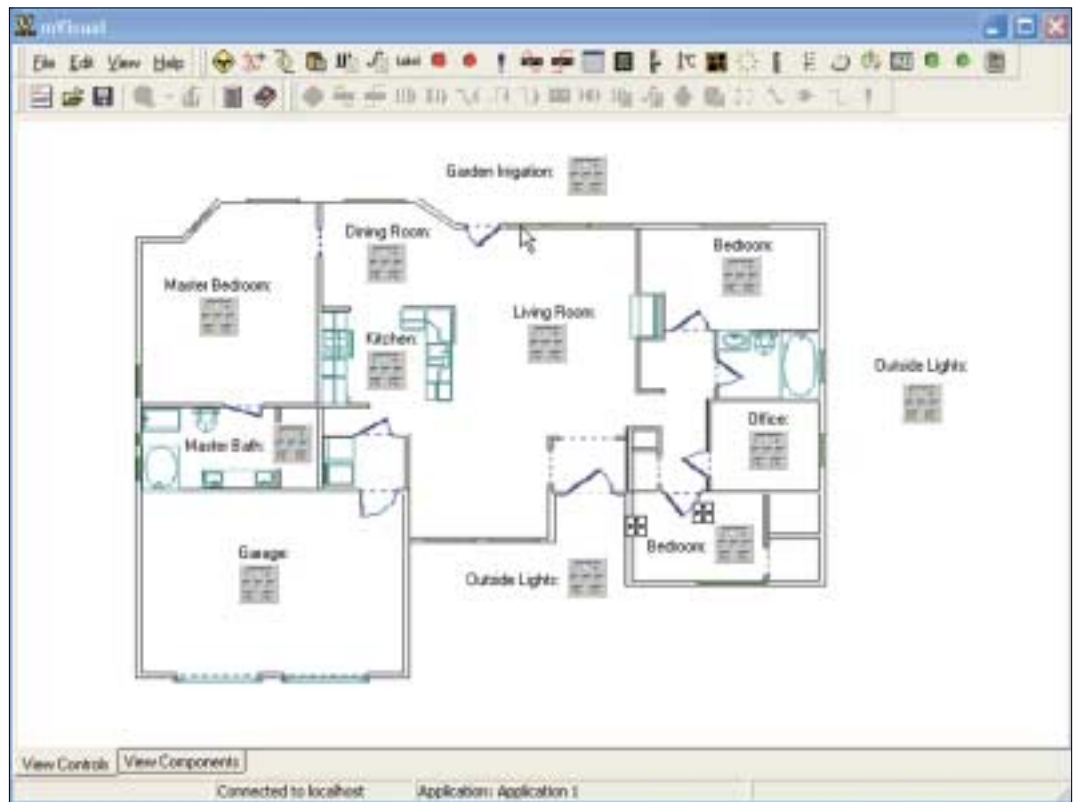 mVisual
File Edit View Help
Label
Garden Irrigation:
Dining Room:
Bedroom:
Master Bedroom:
Living Room:
Kitchen:
Outside Lights:
Office:
Master Bath:
Bedroom:
Garage:
Outside Lights:
View Controls View Components
Connected to localhost Application: Application 1